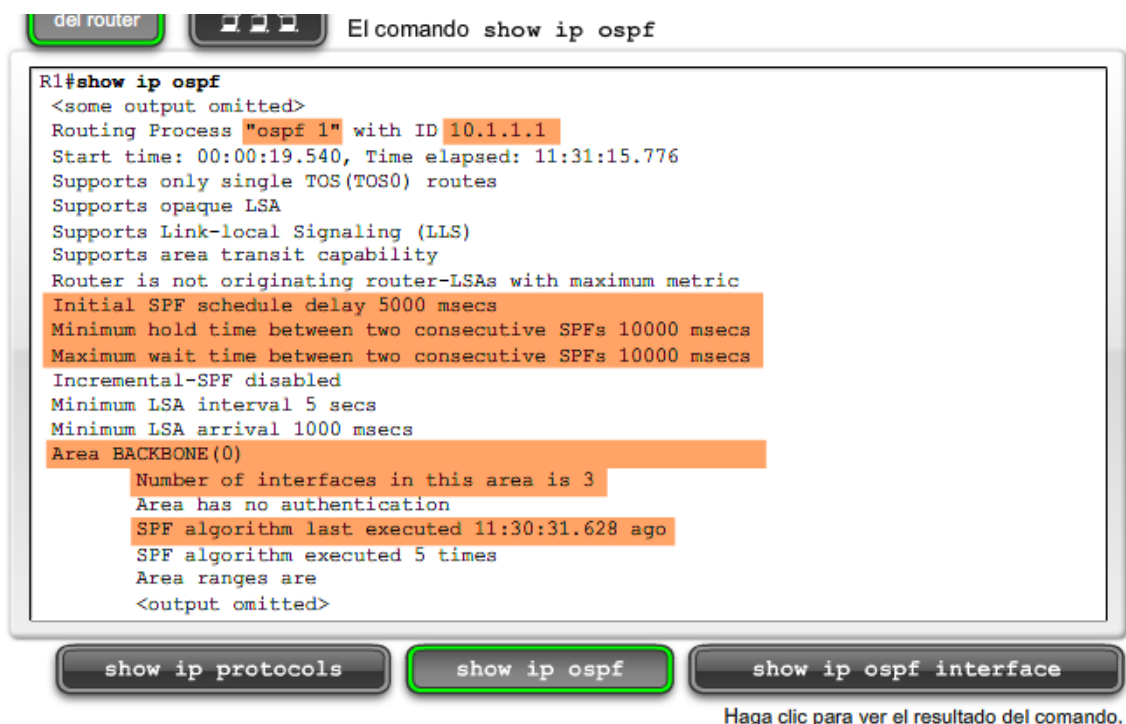 del router
El comando show ip ospf
R1#show ip ospf
<some output omitted>
Routing Process "ospf 1" with ID 10.1.1.1
Start time: 00:00:19.540, Time elapsed: 11:31:15.776
Supports only single TOS(TOS0) routes
Supports opaque LSA
Supports Link-local Signaling (LLS)
Supports area transit capability
Router is not originating router-LSAs with maximum metric
Initial SPF schedule delay 5000 msecs
Minimum hold time between two consecutive SPFs 10000 msecs
Maximum wait time between two consecutive SPFs 10000 msecs
Incremental-SPF disabled
Minimum LSA interval 5 secs
Minimum LSA arrival 1000 msecs
Area BACKBONE(0)
Number of interfaces in this area is 3
Area has no authentication
SPF algorithm last executed 11:30:31.628 ago
SPF algorithm executed 5 times
Area ranges are
<output omitted>
show ip protocols
show ip ospf
show ip ospf interface
Haga clic para ver el resultado del comando.